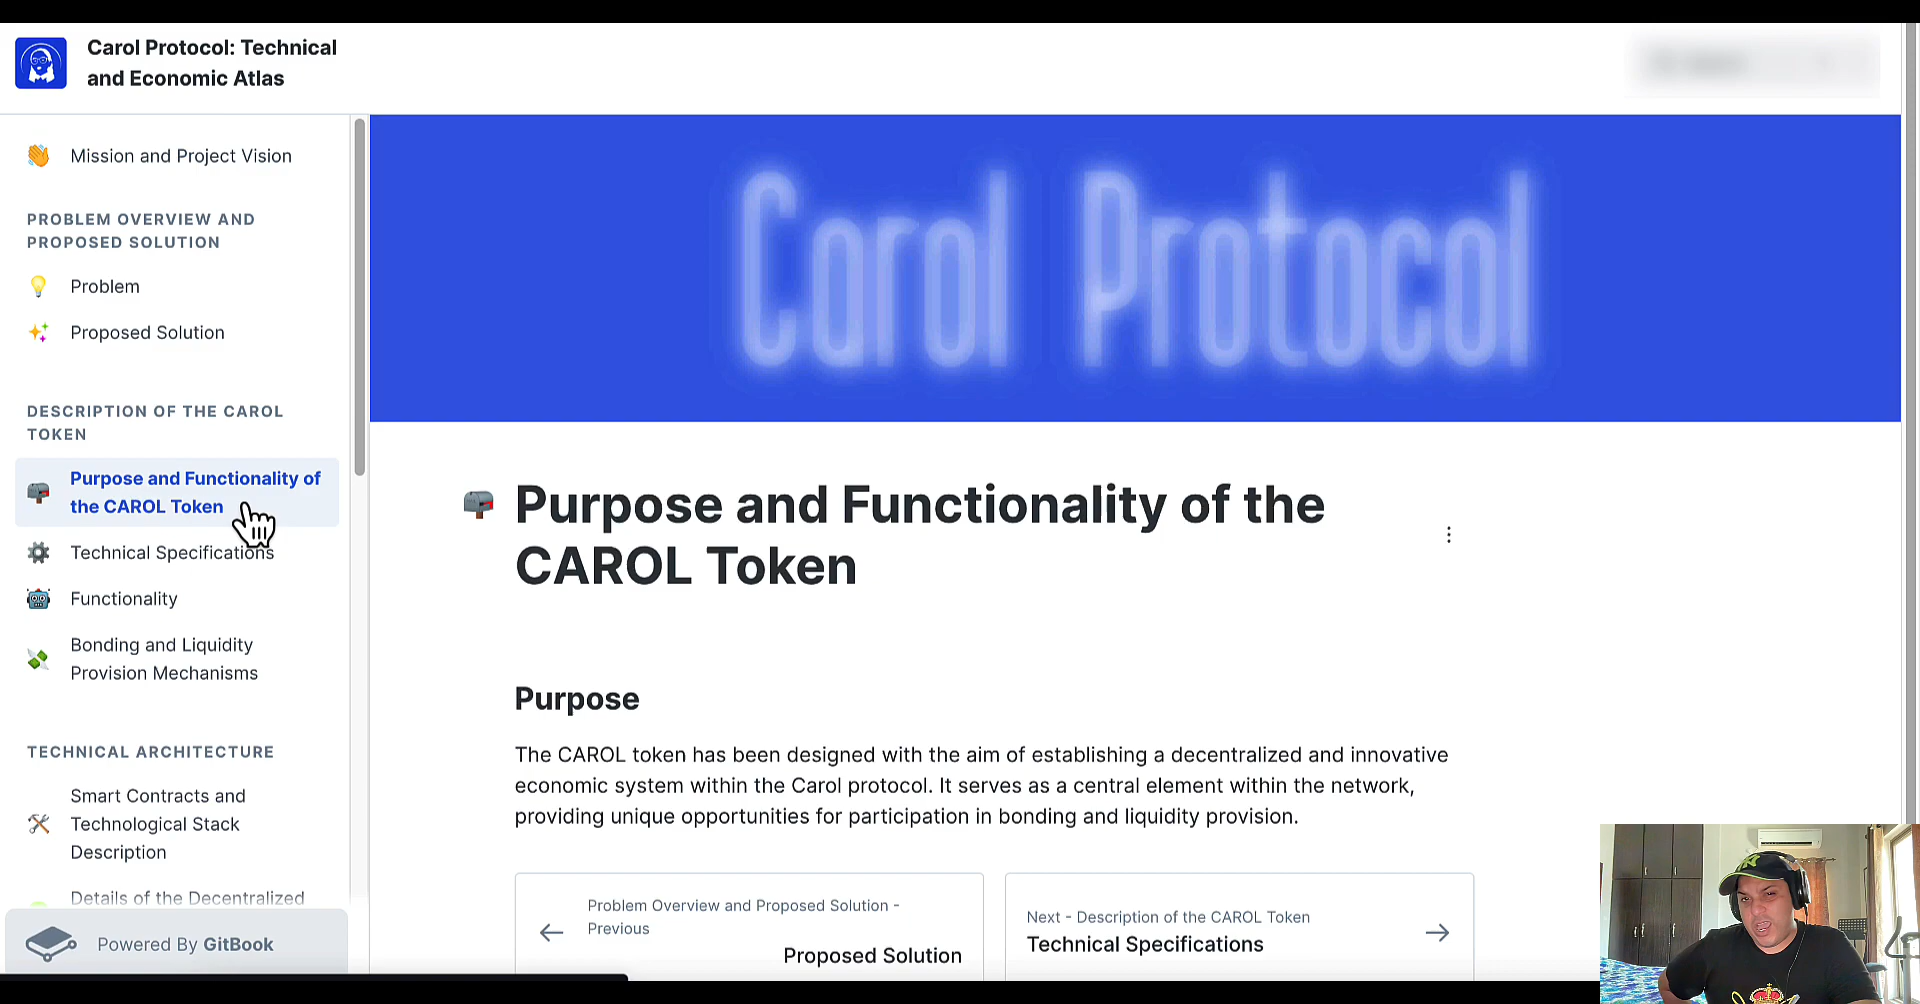 Carol Protocol: Technical
and Economic Atlas
Mission and Project Vision
PROBLEM OVERVIEW AND
PROPOSED SOLUTION
Problem
Proposed Solution
DESCRIPTION OF THE CAROL
TOKEN
Purpose and Functionality of
the CAROL Token
Technical Specifications
Functionality
Bonding and Liquidity
Provision Mechanisms
TECHNICAL ARCHITECTURE
Smart Contracts and
Technological Stack
Description
Details of the Decentralized
Powered By GitBook
Carol Protocol
Purpose and Functionality of the
CAROL Token
Purpose
The CAROL token has been designed with the aim of establishing a decentralized and innovative
economic system within the Carol protocol. It serves as a central element within the network,
providing unique opportunities for participation in bonding and liquidity provision.
Problem Overview and Proposed Solution -
Previous
Proposed Solution
Next - Description of the CAROL Token
Technical Specifications